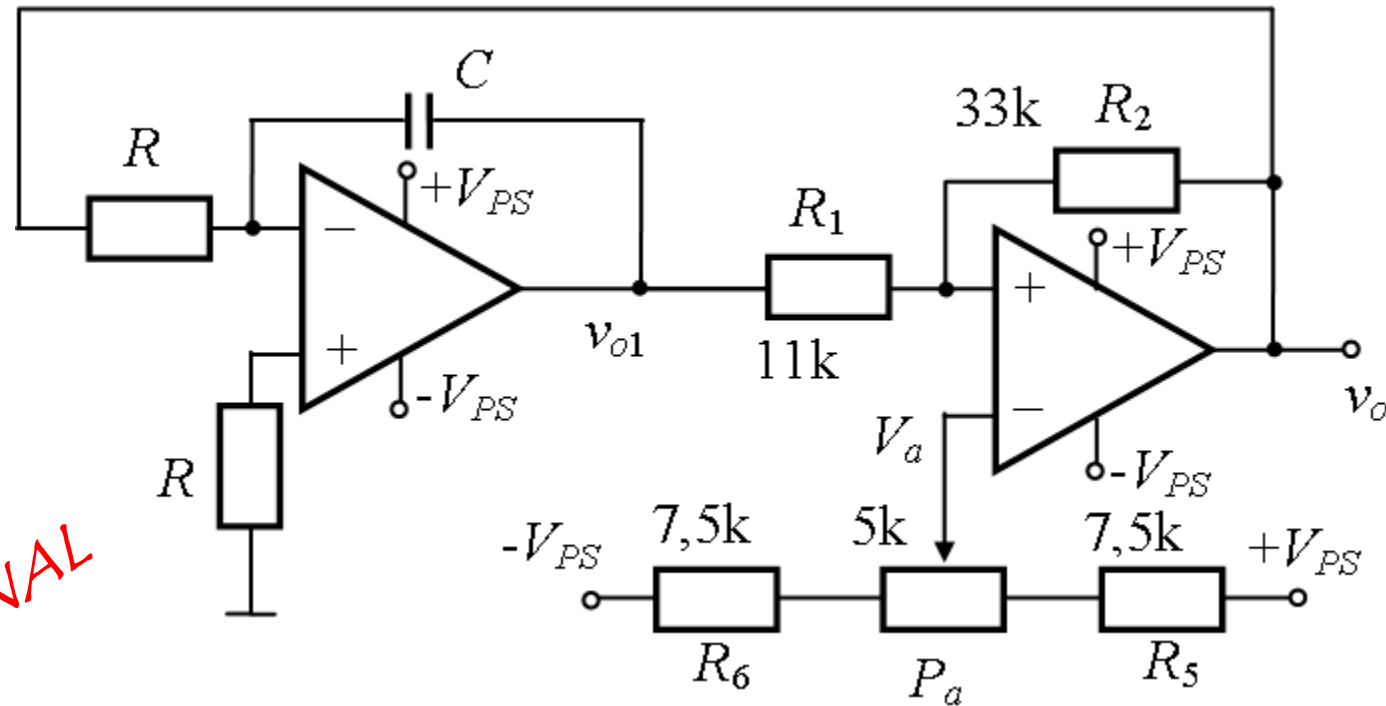 C
33k
R₂
R
+V_PS
R₁
+V_PS
−
+
v_o1
+
11k
−V_PS
−
v_o
V_a
−V_PS
R
7,5k
5k
7,5k
-V_PS
+V_PS
R₆
P_a
R₅